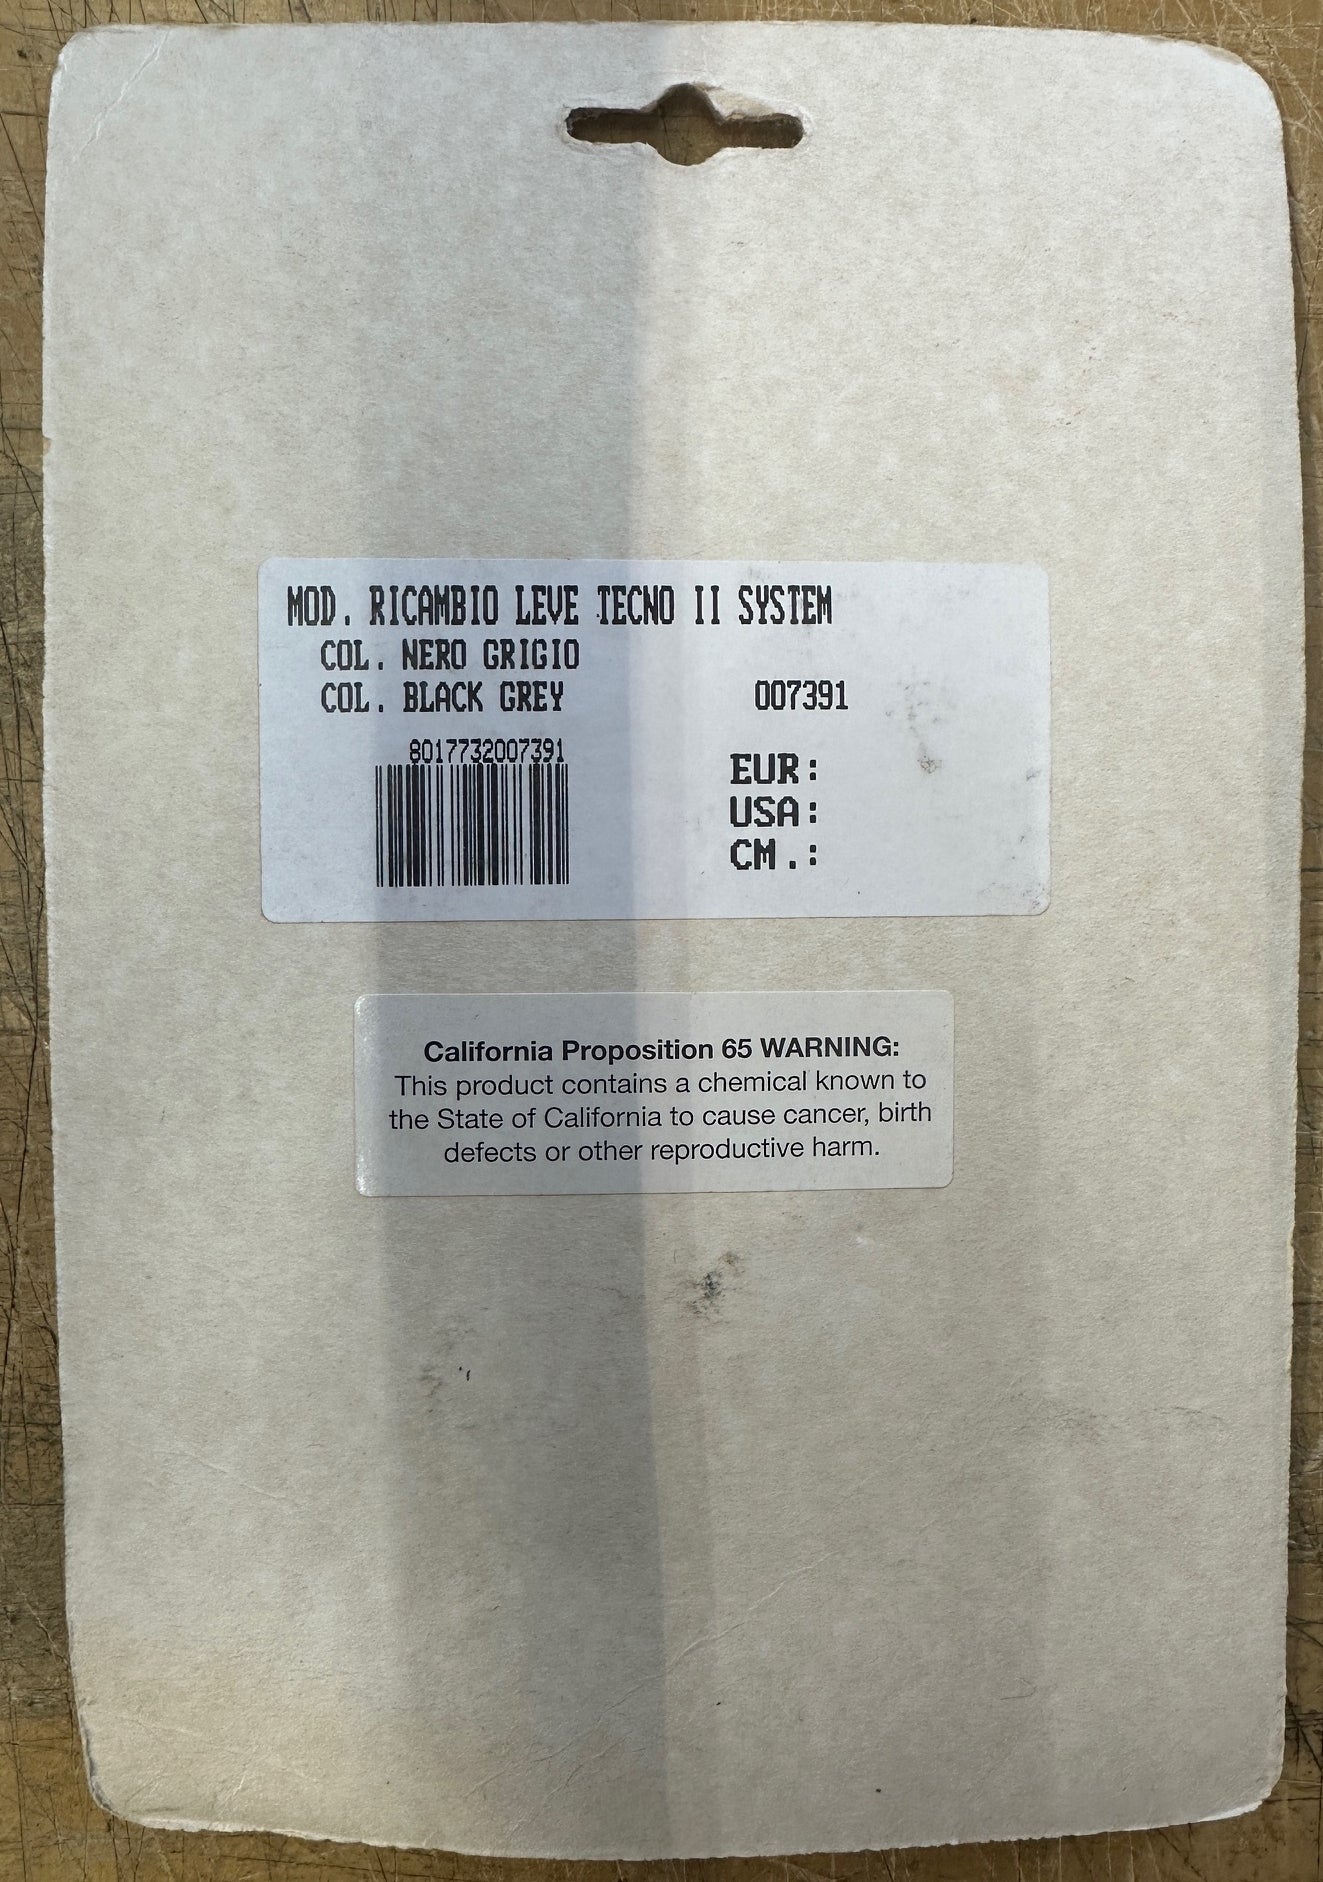 MOD. RICAMBIO LEVE TECNO II SYSTEM
COL. NERO GRIGIO
COL. BLACK GREY 007391
8017732007391
EUR:
USA:
CM.:
California Proposition 65 WARNING:
This product contains a chemical known to
the State of California to cause cancer, birth
defects or other reproductive harm.